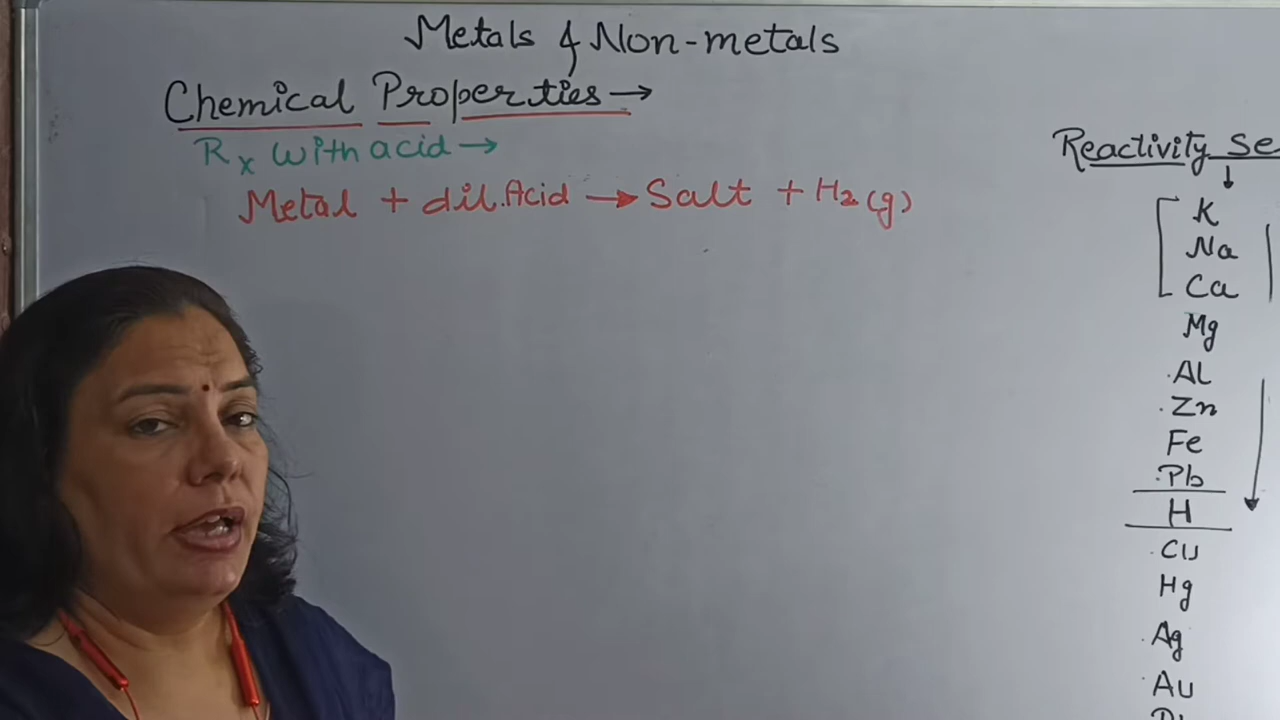 Metals & Non-metals
Chemical Properties →
Rx with acid →
Metal + dil. Acid → Salt + H₂(g)
Reactivity Se
↓
K
Na
Ca
Mg
Al
Zn
Fe
Pb
H
Cu
Hg
Ag
Au